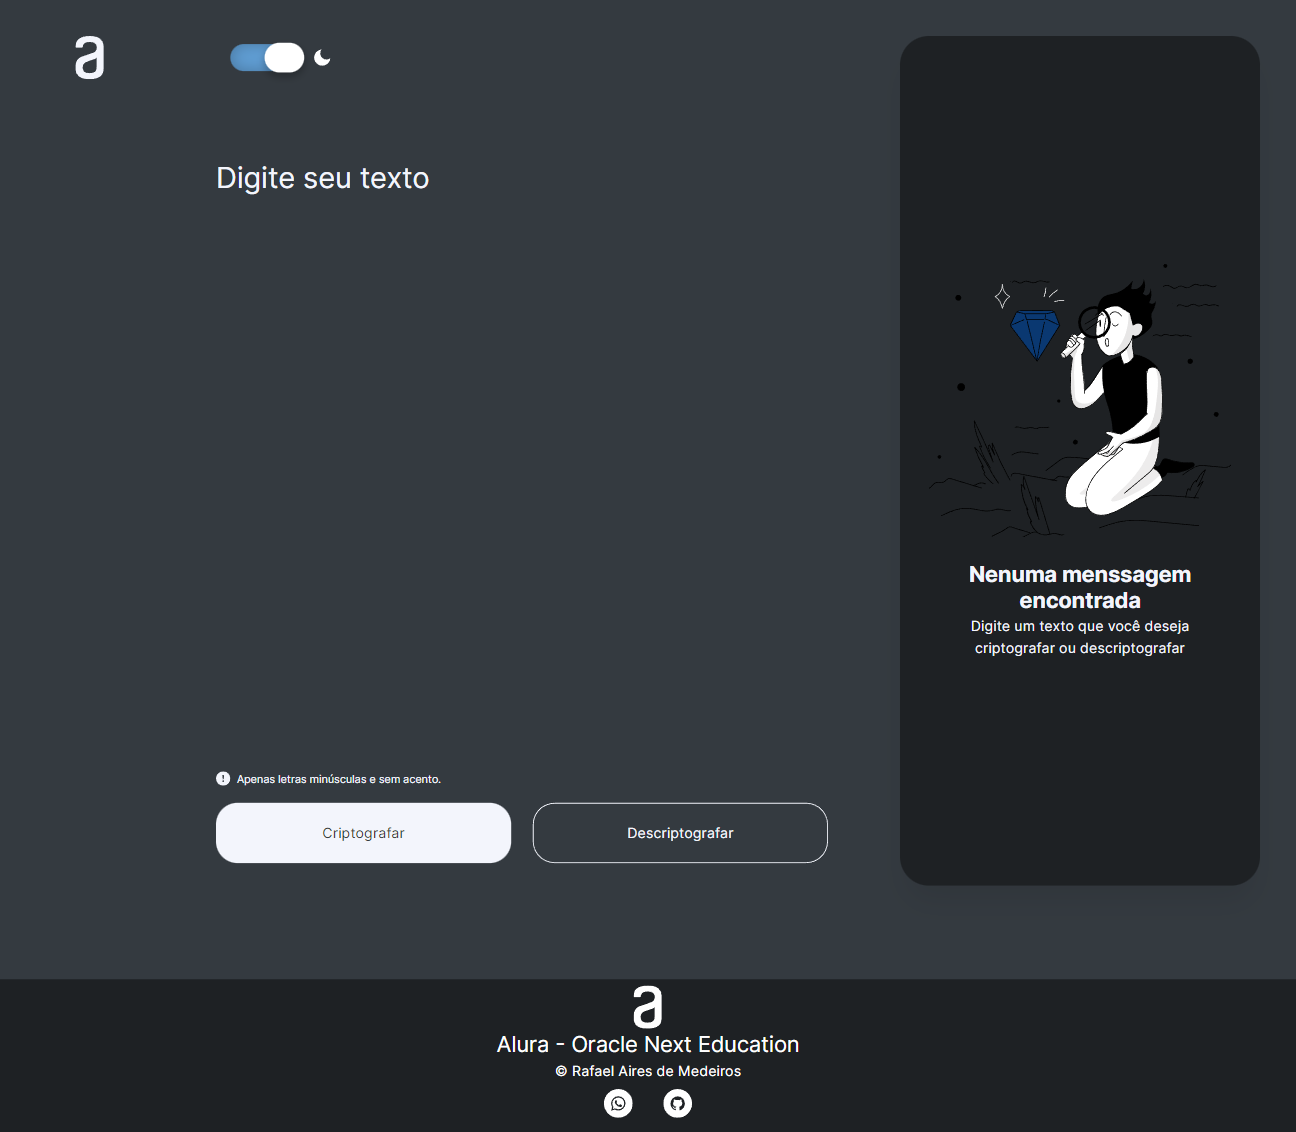 a
Digite seu texto
Nenuma menssagem
encontrada
Digite um texto que você deseja
criptografar ou descriptografar
Apenas letras minúsculas e sem acento.
Criptografar
Descriptografar
a
Alura - Oracle Next Education
© Rafael Aires de Medeiros